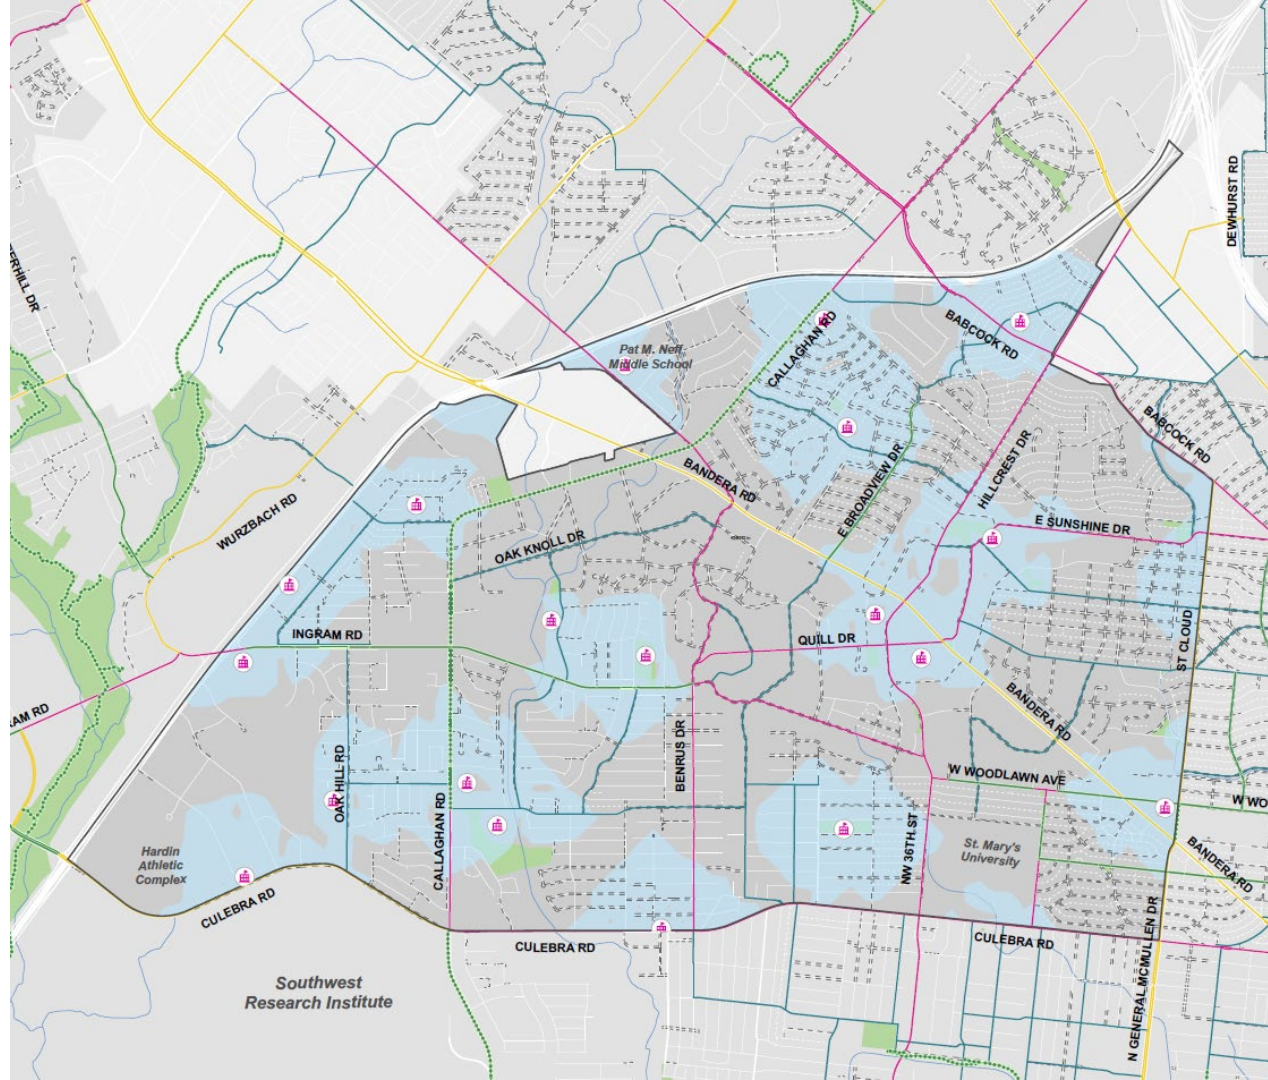 DEWHURST RD
ERHILL DR
BABCOCK RD
CALLAGHAN RD
Pat M. Neff
Middle School
BABCOCK RD
HILLCREST DR
E BROADVIEW DR
BANDERA RD
WURZBACH RD
E SUNSHINE DR
OAK KNOLL DR
INGRAM RD
QUILL DR
ST CLOUD
RAM RD
BANDERA RD
OAK HILL RD
BENRUS DR
W WOODLAWN AVE
W WO
CALLAGHAN RD
NW 36TH ST
St. Mary's
University
BANDERA RD
Hardin
Athletic
Complex
CULEBRA RD
CULEBRA RD
CULEBRA RD
N GENERAL MCMULLEN DR
Southwest
Research Institute